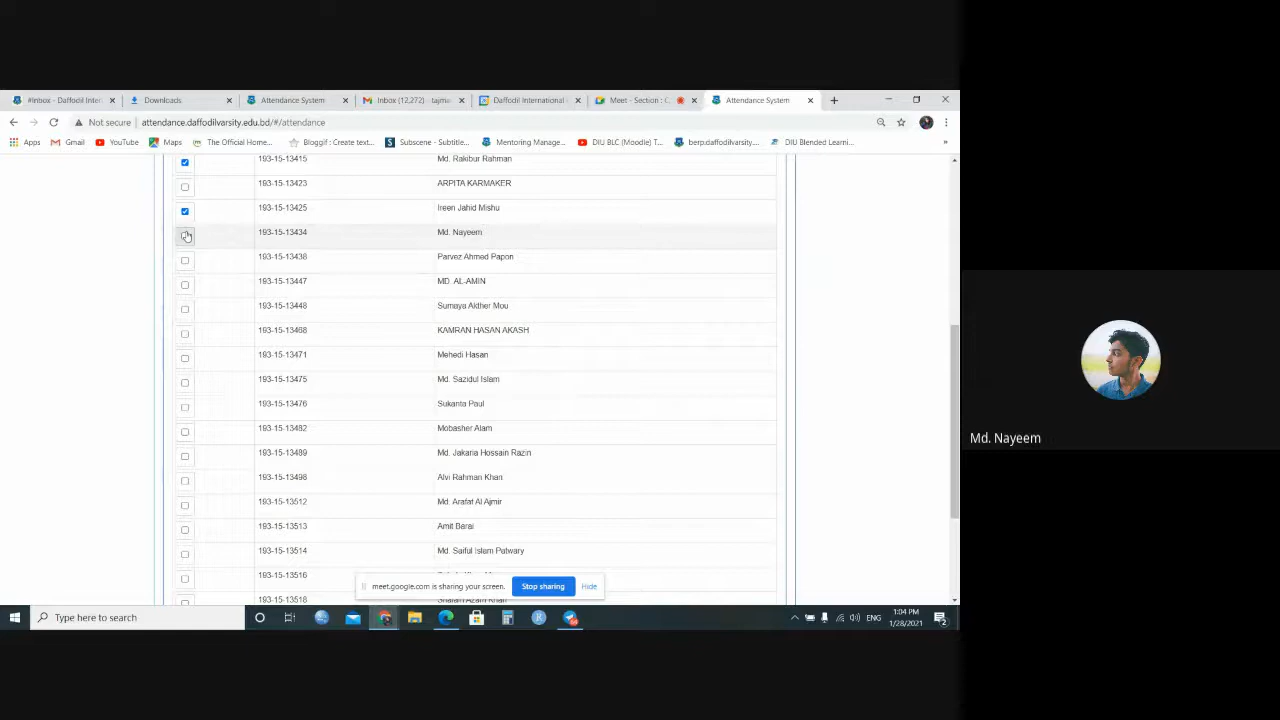 #Inbox - Daffodil Inter
Downloads
Attendance System
Inbox (12,272) - tajma
Daffodil International -
Meet - Section : C
Attendance System
Not secure
attendance.daffodilvarsity.edu.bd/#/attendance
Apps
Gmail
YouTube
Maps
The Official Home...
Bloggif : Create text...
Subscene - Subtitle...
Mentoring Manage...
DIU BLC (Moodle) T...
berp.daffodilvarsity....
DIU Blended Learni...
»
193-15-13415 Md. Rakibur Rahman
193-15-13423 ARPITA KARMAKER
193-15-13425 Ireen Jahid Mishu
193-15-13434 Md. Nayeem
193-15-13438 Parvez Ahmed Papon
193-15-13447 MD. AL-AMIN
193-15-13448 Sumaya Akther Mou
193-15-13468 KAMRAN HASAN AKASH
193-15-13471 Mehedi Hasan
193-15-13475 Md. Sazidul Islam
193-15-13476 Sukanta Paul
193-15-13482 Mobasher Alam
193-15-13489 Md. Jakaria Hossain Razin
193-15-13498 Alvi Rahman Khan
193-15-13512 Md. Arafat Al Ajmir
193-15-13513 Amit Barai
193-15-13514 Md. Saiful Islam Patwary
193-15-13516
193-15-13518
meet.google.com is sharing your screen.
Stop sharing
Hide
Type here to search
ENG
1:04 PM
1/28/2021
2
Md. Nayeem